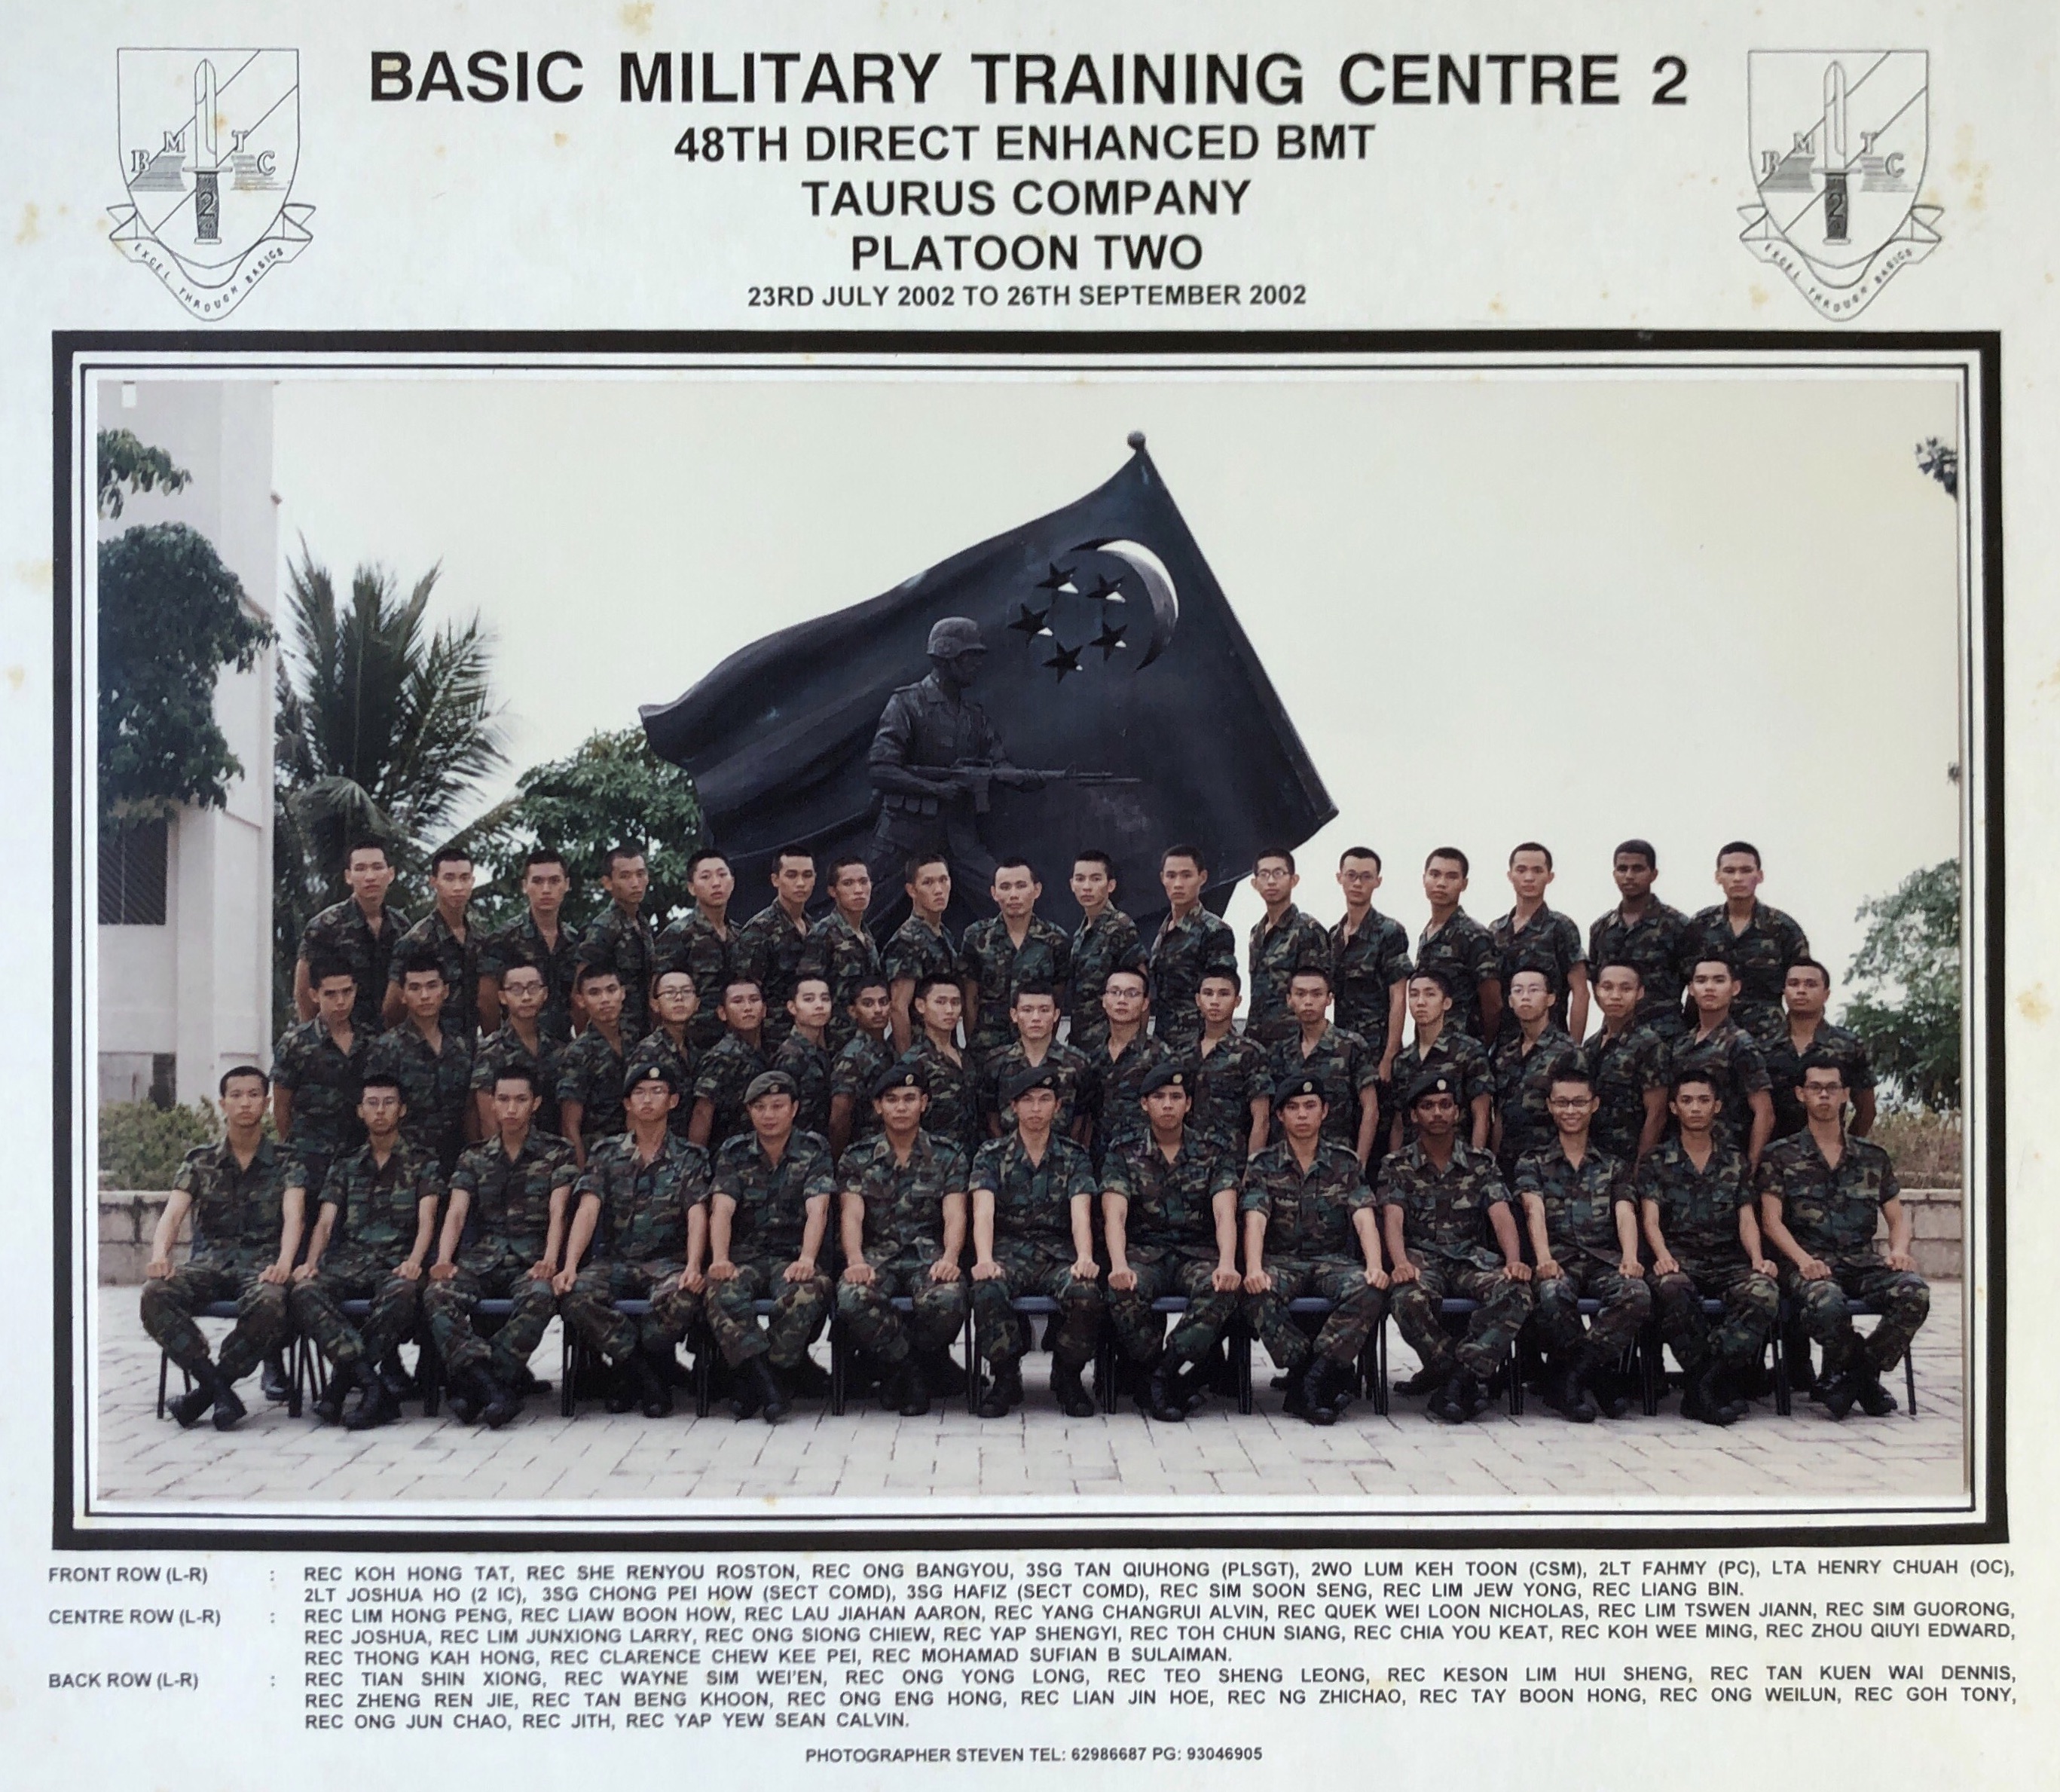 BASIC MILITARY TRAINING CENTRE 2
48TH DIRECT ENHANCED BMT
TAURUS COMPANY
PLATOON TWO
23RD JULY 2002 TO 26TH SEPTEMBER 2002
B M T C
2
EXCEL THROUGH BASICS
B M T C
2
EXCEL THROUGH BASICS
FRONT ROW (L-R) : REC KOH HONG TAT, REC SHE RENYOU ROSTON, REC ONG BANGYOU, 3SG TAN QIUHONG (PLSGT), 2WO LUM KEH TOON (CSM), 2LT FAHMY (PC), LTA HENRY CHUAH (OC),
2LT JOSHUA HO (2 IC), 3SG CHONG PEI HOW (SECT COMD), 3SG HAFIZ (SECT COMD), REC SIM SOON SENG, REC LIM JEW YONG, REC LIANG BIN.
CENTRE ROW (L-R) : REC LIM HONG PENG, REC LIAW BOON HOW, REC LAU JIAHAN AARON, REC YANG CHANGRUI ALVIN, REC QUEK WEI LOON NICHOLAS, REC LIM TSWEN JIANN, REC SIM GUORONG,
REC JOSHUA, REC LIM JUNXIONG LARRY, REC ONG SIONG CHIEW, REC YAP SHENGYI, REC TOH CHUN SIANG, REC CHIA YOU KEAT, REC KOH WEE MING, REC ZHOU QIUYI EDWARD,
REC THONG KAH HONG, REC CLARENCE CHEW KEE PEI, REC MOHAMAD SUFIAN B SULAIMAN.
BACK ROW (L-R) : REC TIAN SHIN XIONG, REC WAYNE SIM WEI'EN, REC ONG YONG LONG, REC TEO SHENG LEONG, REC KESON LIM HUI SHENG, REC TAN KUEN WAI DENNIS,
REC ZHENG REN JIE, REC TAN BENG KHOON, REC ONG ENG HONG, REC LIAN JIN HOE, REC NG ZHICHAO, REC TAY BOON HONG, REC ONG WEILUN, REC GOH TONY,
REC ONG JUN CHAO, REC JITH, REC YAP YEW SEAN CALVIN.
PHOTOGRAPHER STEVEN TEL: 62986687 PG: 93046905